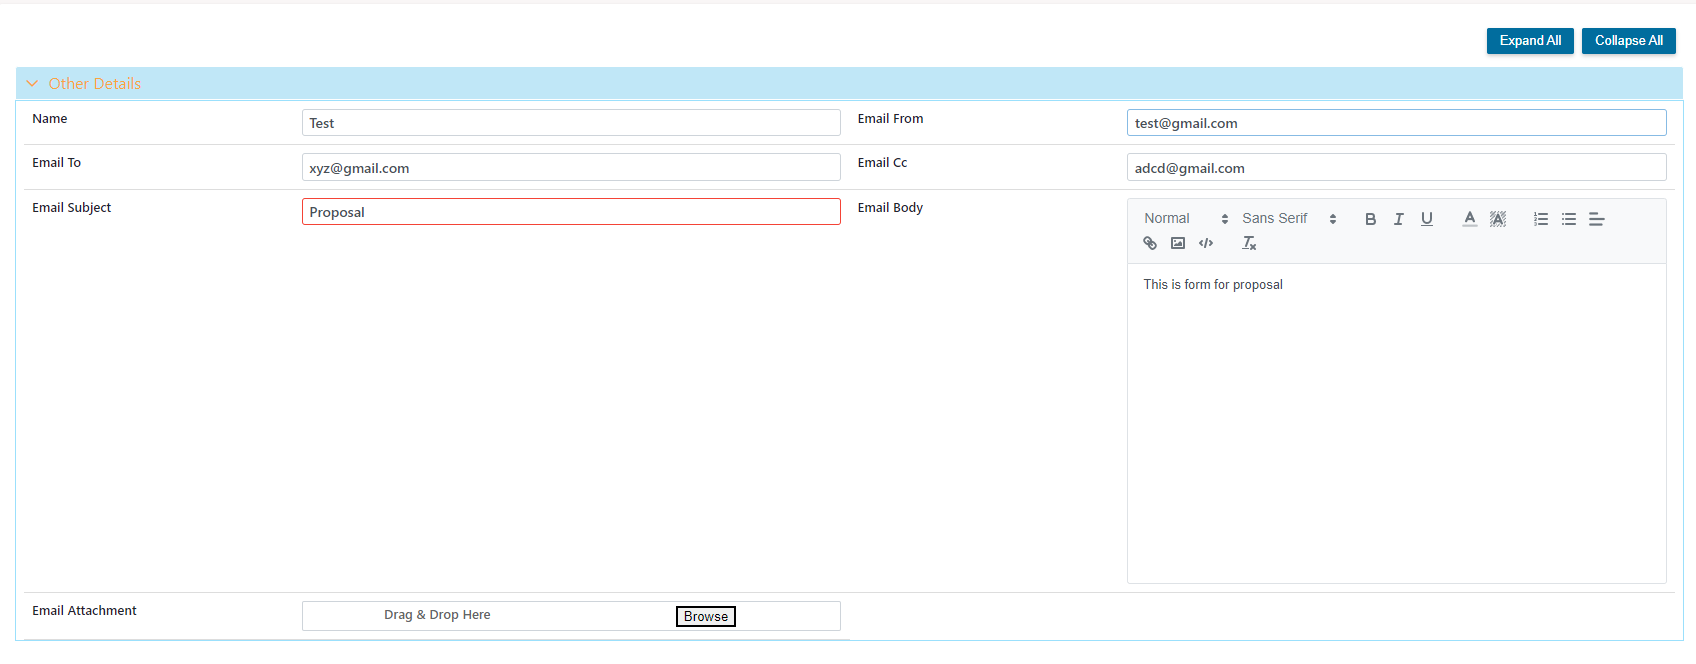 Expand All Collapse All
Other Details
Name Test Email From test@gmail.com
Email To xyz@gmail.com Email Cc adcd@gmail.com
Email Subject Proposal Email Body Normal Sans Serif
This is form for proposal
Email Attachment Drag & Drop Here Browse